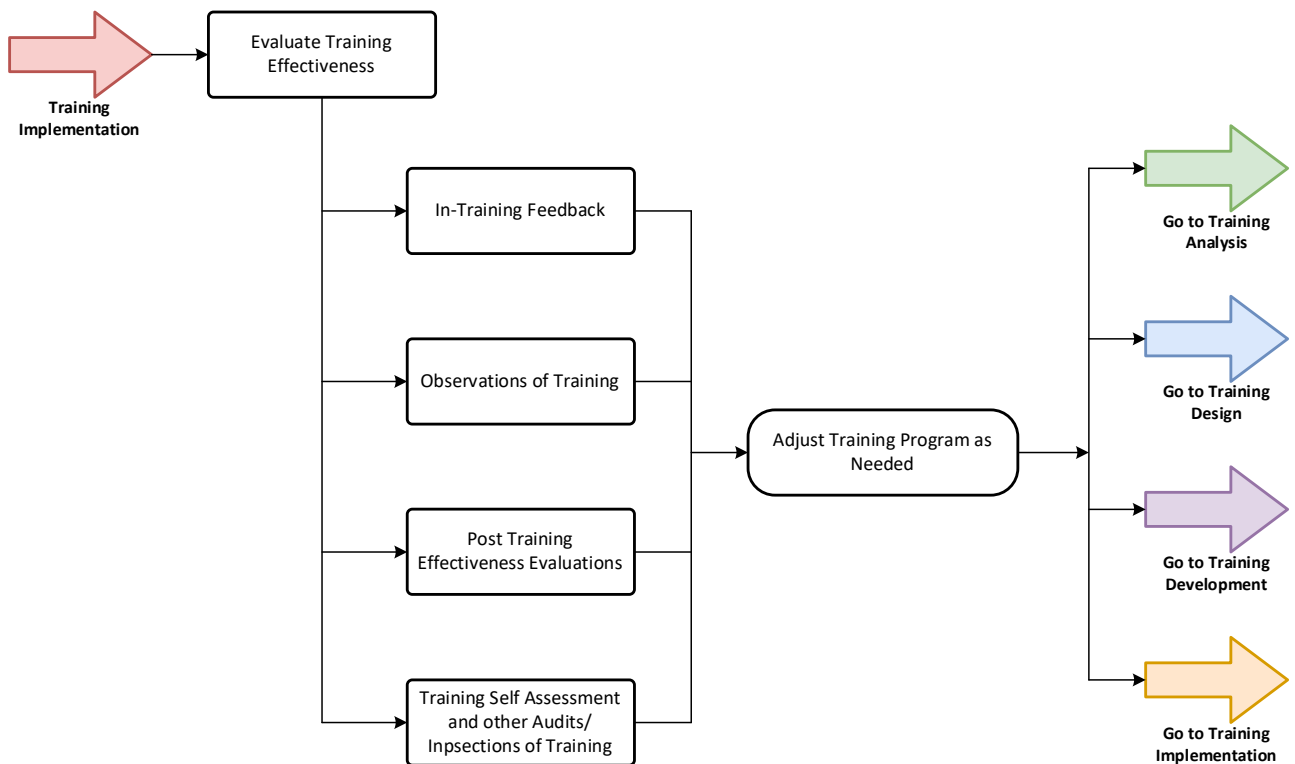 Evaluate Training
Effectiveness
Training
Implementation
In-Training Feedback
Go to Training
Analysis
Observations of Training
Go to Training
Design
Adjust Training Program as
Needed
Post Training
Effectiveness Evaluations
Go to Training
Development
Training Self Assessment
and other Audits/
Inpsections of Training
Go to Training
Implementation